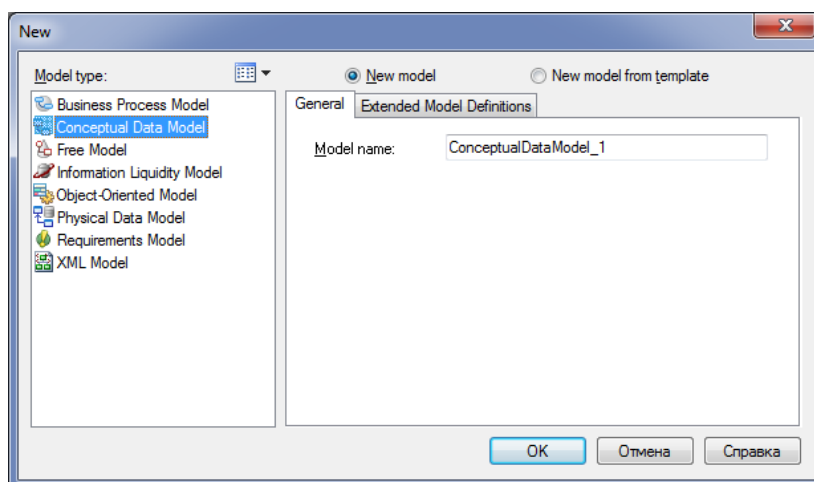 New
Model type:
New model
New model from template
Business Process Model
Conceptual Data Model
Free Model
Information Liquidity Model
Object-Oriented Model
Physical Data Model
Requirements Model
XML Model
General
Extended Model Definitions
Model name:
ConceptualDataModel_1
OK
Отмена
Справка